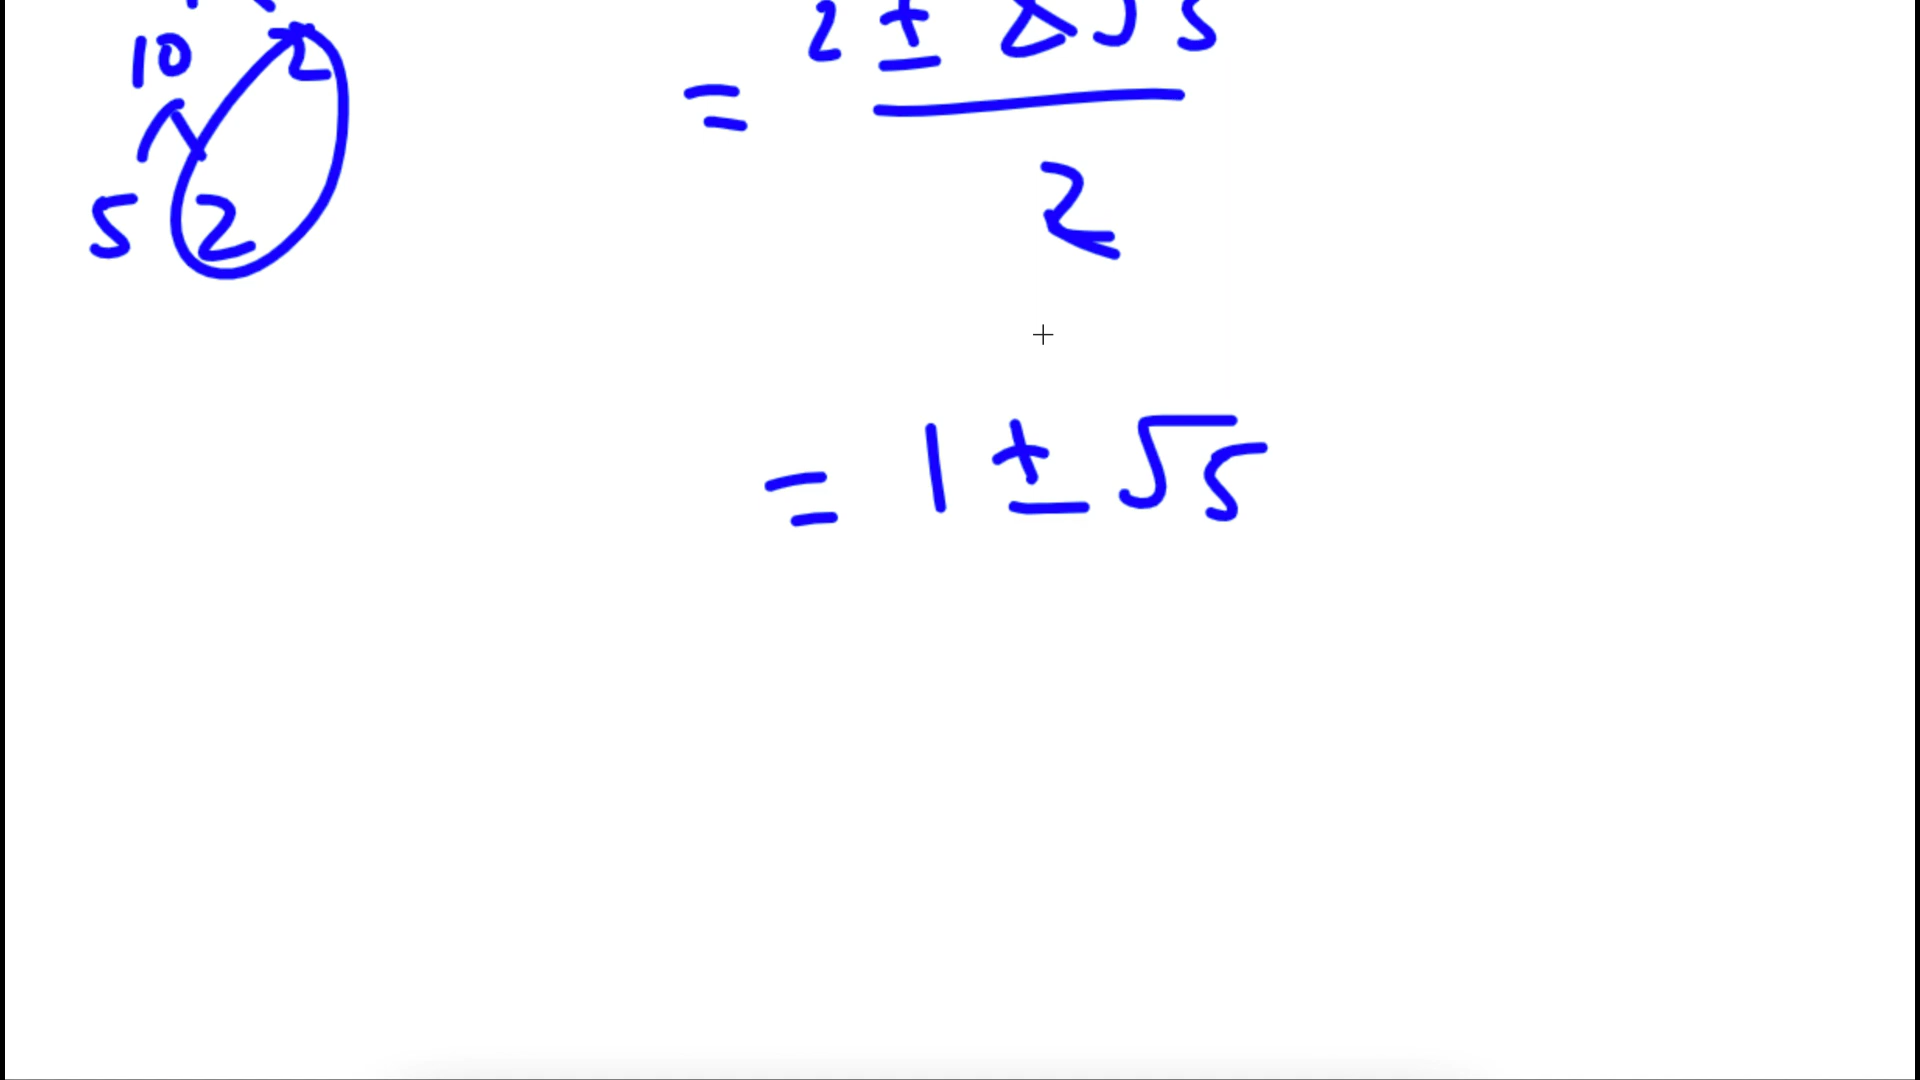 10 2
5 2
2 ± 2√5
= ―――
2
= 1 ± √5